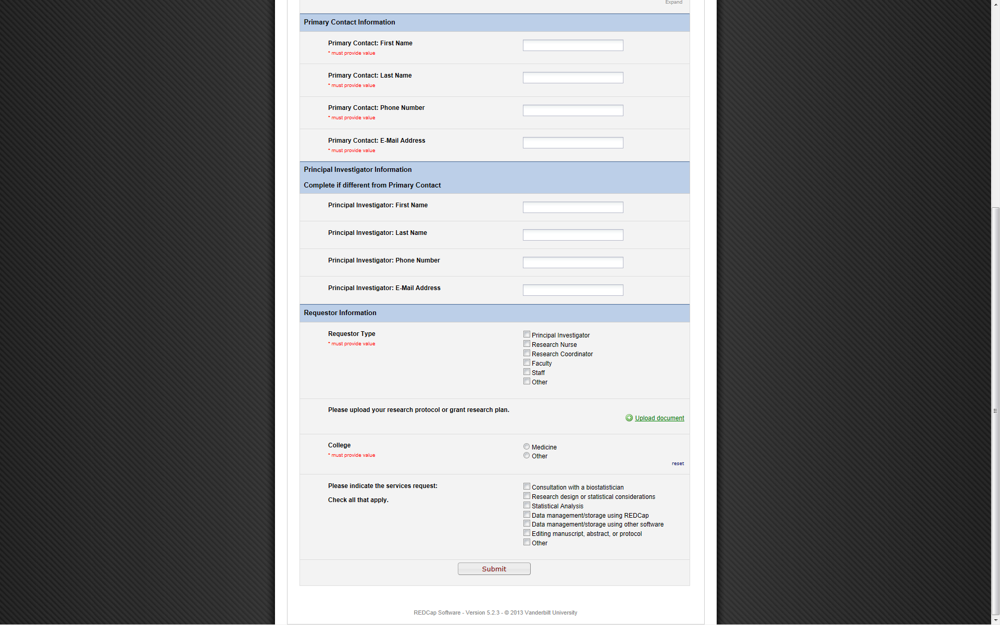 Expand
Primary Contact Information
Primary Contact: First Name
* must provide value
Primary Contact: Last Name
* must provide value
Primary Contact: Phone Number
* must provide value
Primary Contact: E-Mail Address
* must provide value
Principal Investigator Information
Complete if different from Primary Contact
Principal Investigator: First Name
Principal Investigator: Last Name
Principal Investigator: Phone Number
Principal Investigator: E-Mail Address
Requestor Information
Requestor Type
* must provide value
Principal Investigator
Research Nurse
Research Coordinator
Faculty
Staff
Other
Please upload your research protocol or grant research plan.
Upload document
College
* must provide value
Medicine
Other
reset
Please indicate the services request:
Check all that apply.
Consultation with a biostatistician
Research design or statistical considerations
Statistical Analysis
Data management/storage using REDCap
Data management/storage using other software
Editing manuscript, abstract, or protocol
Other
Submit
REDCap Software - Version 5.2.3 - © 2013 Vanderbilt University